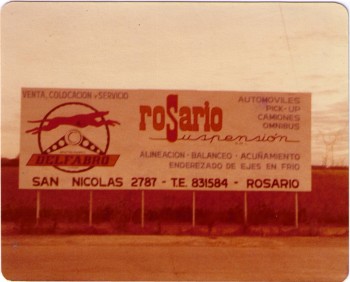 VENTA, COLOCACION Y SERVICIO
DELFABRO
roSario
suspensión
AUTOMOVILES
PICK-UP
CAMIONES
OMNIBUS
ALINEACION - BALANCEO - ACUÑAMIENTO
ENDEREZADO DE EJES EN FRIO
SAN NICOLAS 2787 - T.E. 831584 - ROSARIO